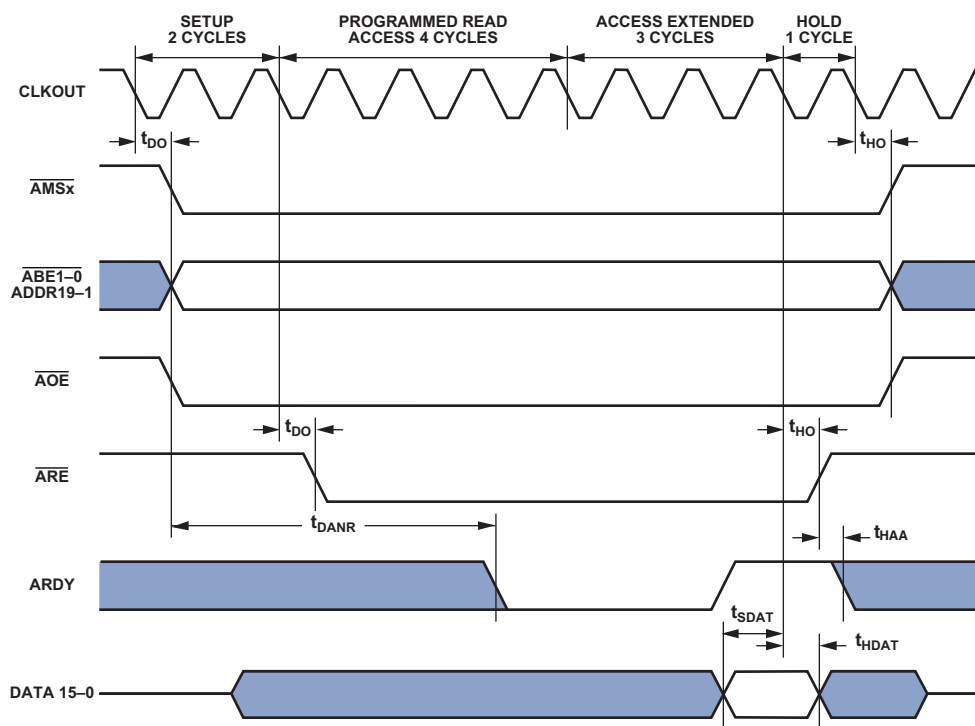 SETUP
2 CYCLES
PROGRAMMED READ
ACCESS 4 CYCLES
ACCESS EXTENDED
3 CYCLES
HOLD
1 CYCLE
CLKOUT
tDO
tHO
AMSx
ABE1–0
ADDR19–1
AOE
tDO
tHO
ARE
tDANR
tHAA
ARDY
tSDAT
tHDAT
DATA 15–0